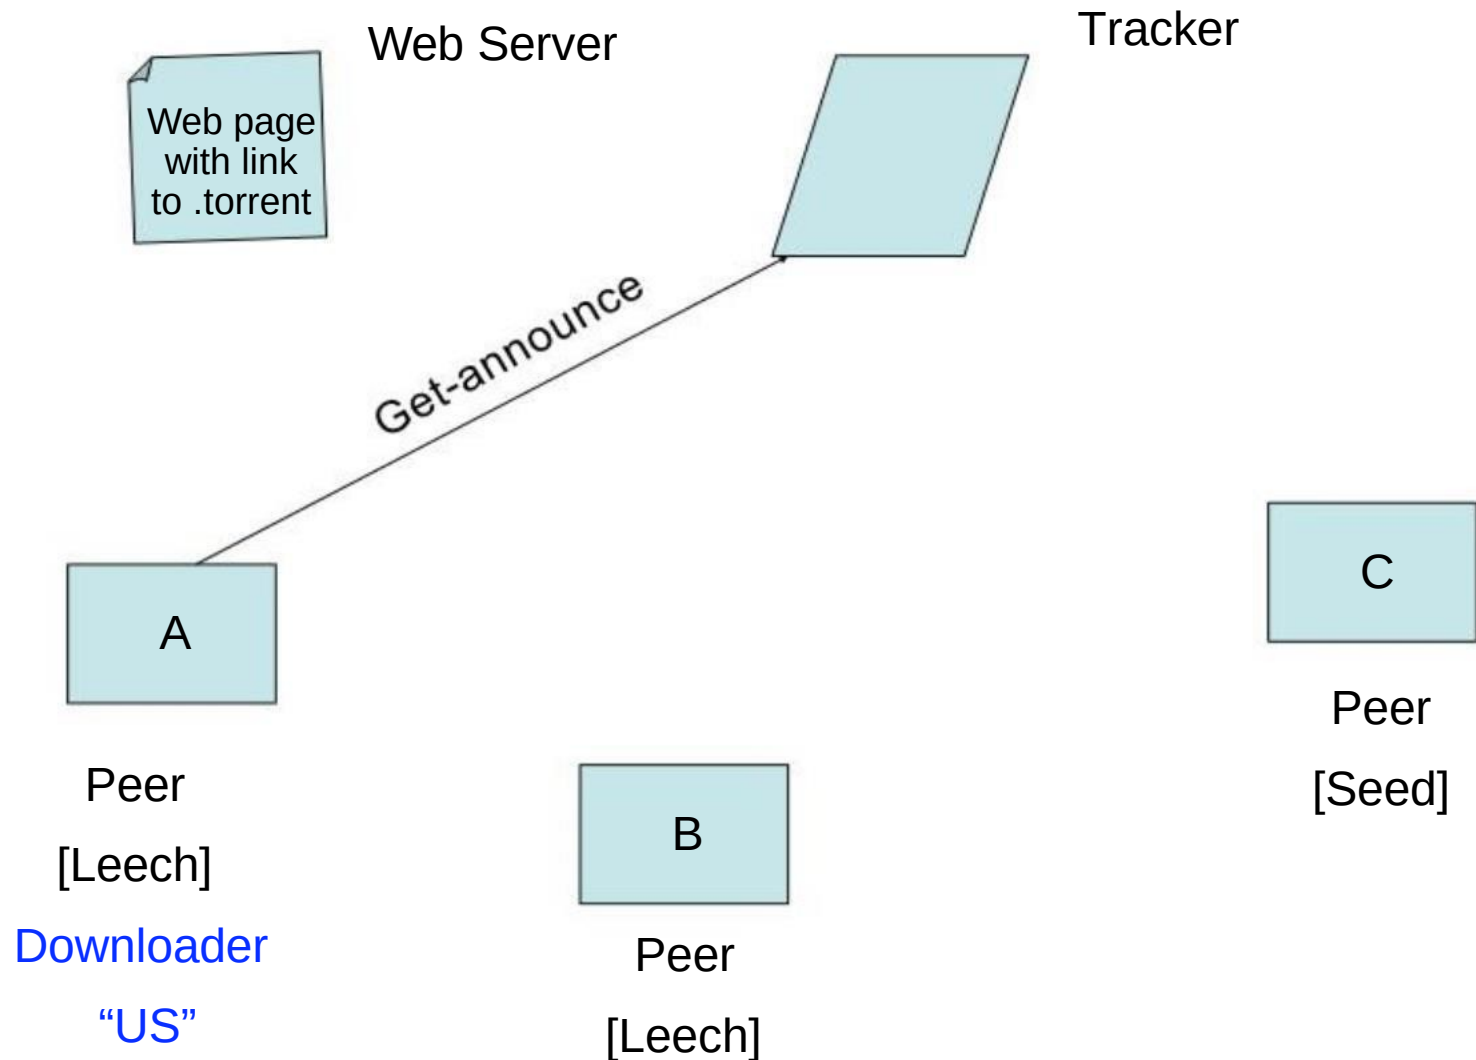 Web Server
Tracker
Web page
with link
to .torrent
Get-announce
A
Peer
[Leech]
Downloader
“US”
B
Peer
[Leech]
C
Peer
[Seed]